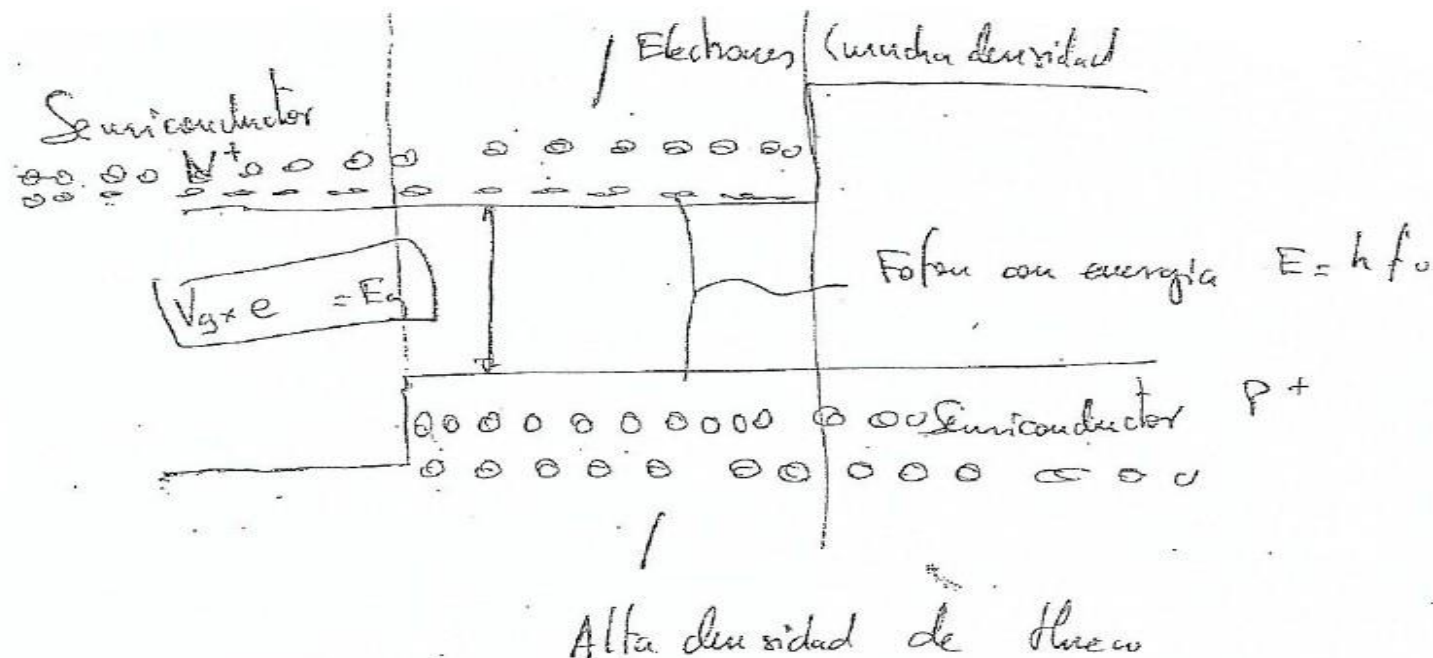 Electrones (mucha densidad
Semiconductor
N+
Vg x e = Eg
Foton con energia E = h fo
Semiconductor P+
Alta densidad de Hueco